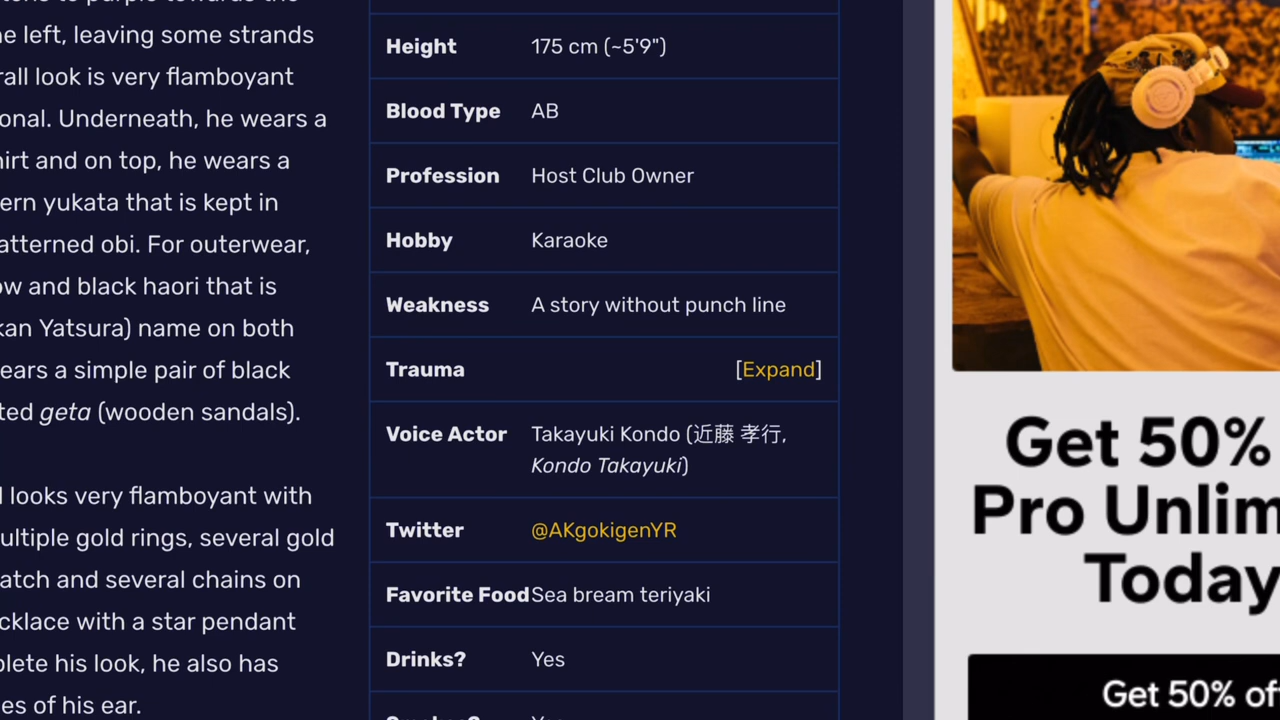 he left, leaving some strands
rall look is very flamboyant
onal. Underneath, he wears a
hirt and on top, he wears a
ern yukata that is kept in
atterned obi. For outerwear,
ow and black haori that is
kan Yatsura) name on both
ears a simple pair of black
ted geta (wooden sandals).
l looks very flamboyant with
ultiple gold rings, several gold
atch and several chains on
cklace with a star pendant
plete his look, he also has
es of his ear.
Height 175 cm (~5'9")
Blood Type AB
Profession Host Club Owner
Hobby Karaoke
Weakness A story without punch line
Trauma [Expand]
Voice Actor Takayuki Kondo (近藤 孝行,
Kondo Takayuki)
Twitter @AKgokigenYR
Favorite Food Sea bream teriyaki
Drinks? Yes
Get 50%
Pro Unlim
Today
Get 50% of